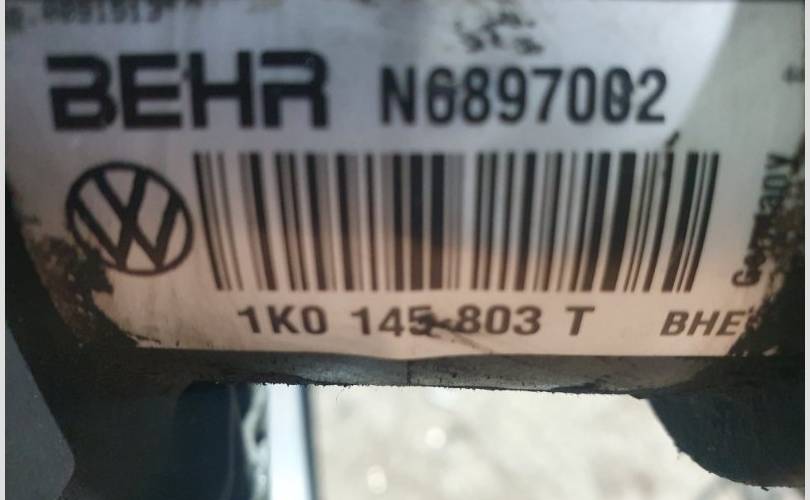 BEHR N6897002
Germany
1K0 145 803 T BHE